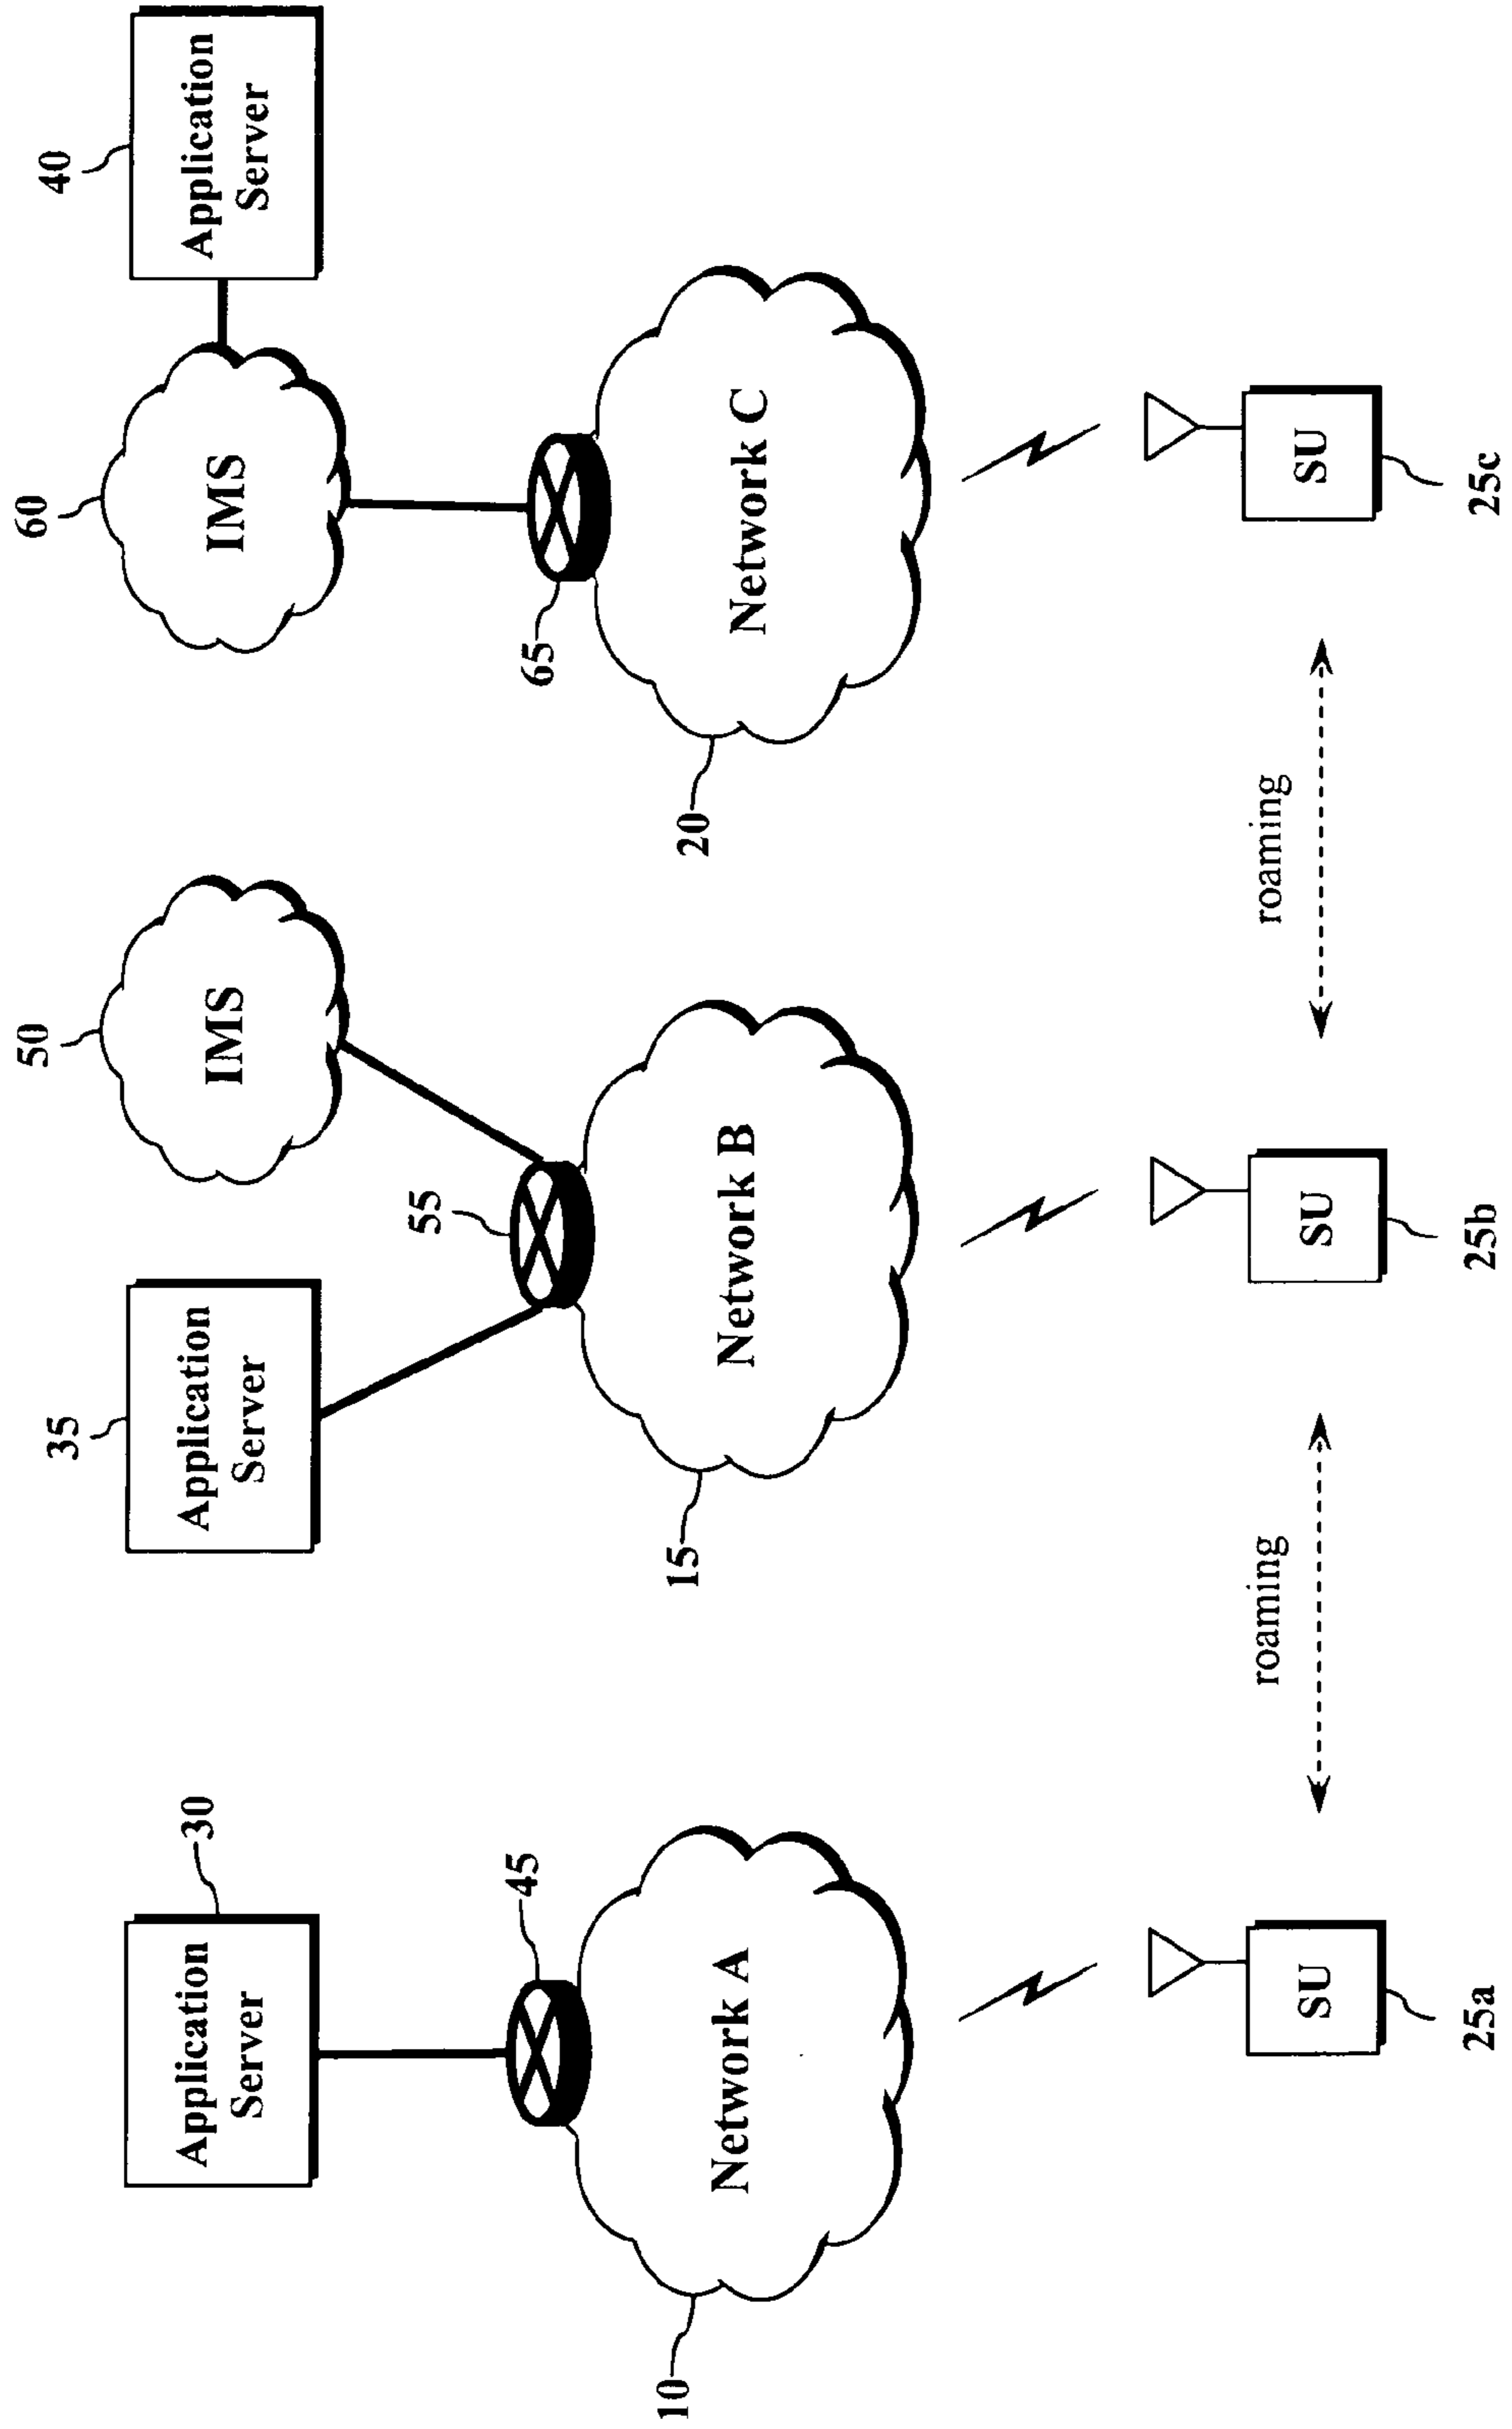 30
Application
Server
45
Network A
10
SU
25a
roaming
35
Application
Server
50
IMS
55
Network B
15
SU
25b
roaming
60
IMS
40
Application
Server
65
Network C
20
SU
25c